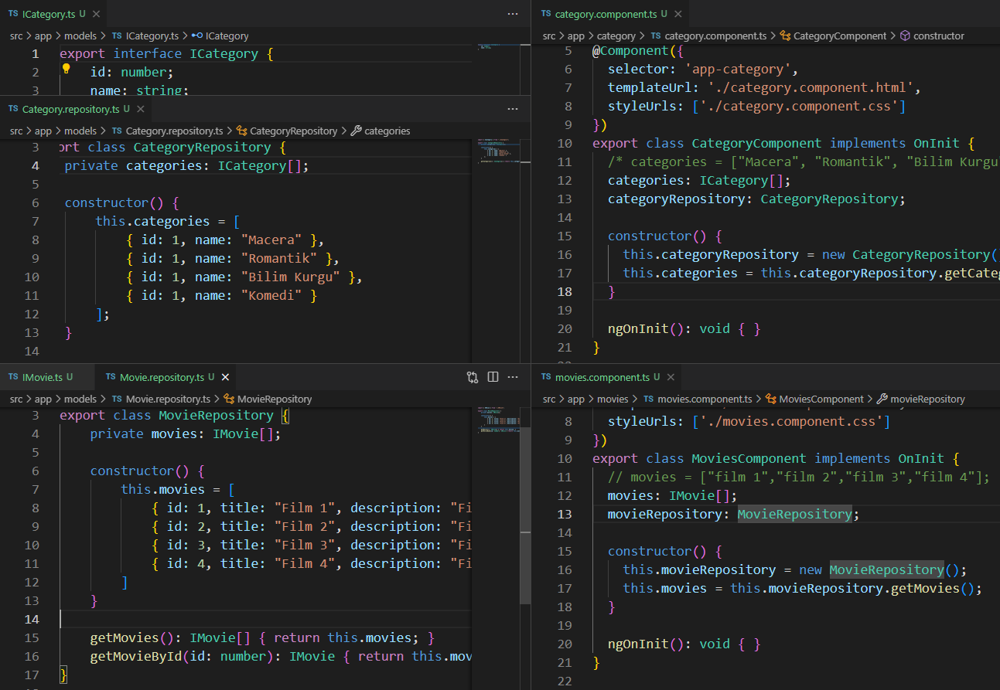 TS ICategory.ts U ×
src > app > models > TS ICategory.ts > ICategory
1 export interface ICategory {
2 id: number;
3 name: string;
TS Category.repository.ts U ×
src > app > models > TS Category.repository.ts > CategoryRepository > categories
3 ort class CategoryRepository {
4 private categories: ICategory[];
5
6 constructor() {
7 this.categories = [
8 { id: 1, name: "Macera" },
9 { id: 1, name: "Romantik" },
10 { id: 1, name: "Bilim Kurgu" },
11 { id: 1, name: "Komedi" }
12 ];
13 }
14
TS IMovie.ts U TS Movie.repository.ts U ×
src > app > models > TS Movie.repository.ts > MovieRepository
3 export class MovieRepository {
4 private movies: IMovie[];
5
6 constructor() {
7 this.movies = [
8 { id: 1, title: "Film 1", description: "Fi
9 { id: 2, title: "Film 2", description: "Fi
10 { id: 3, title: "Film 3", description: "Fi
11 { id: 4, title: "Film 4", description: "Fi
12 ]
13 }
14
15 getMovies(): IMovie[] { return this.movies; }
16 getMovieById(id: number): IMovie { return this.mov
17 }
TS category.component.ts U ×
src > app > category > TS category.component.ts > CategoryComponent > constructor
5 @Component({
6 selector: 'app-category',
7 templateUrl: './category.component.html',
8 styleUrls: ['./category.component.css']
9 })
10 export class CategoryComponent implements OnInit {
11 /* categories = ["Macera", "Romantik", "Bilim Kurgu"
12 categories: ICategory[];
13 categoryRepository: CategoryRepository;
14
15 constructor() {
16 this.categoryRepository = new CategoryRepository(
17 this.categories = this.categoryRepository.getCate
18 }
19
20 ngOnInit(): void { }
21 }
TS movies.component.ts U ×
src > app > movies > TS movies.component.ts > MoviesComponent > movieRepository
8 styleUrls: ['./movies.component.css']
9 })
10 export class MoviesComponent implements OnInit {
11 // movies = ["film 1","film 2","film 3","film 4"];
12 movies: IMovie[];
13 movieRepository: MovieRepository;
14
15 constructor() {
16 this.movieRepository = new MovieRepository();
17 this.movies = this.movieRepository.getMovies();
18 }
19
20 ngOnInit(): void { }
21 }
22